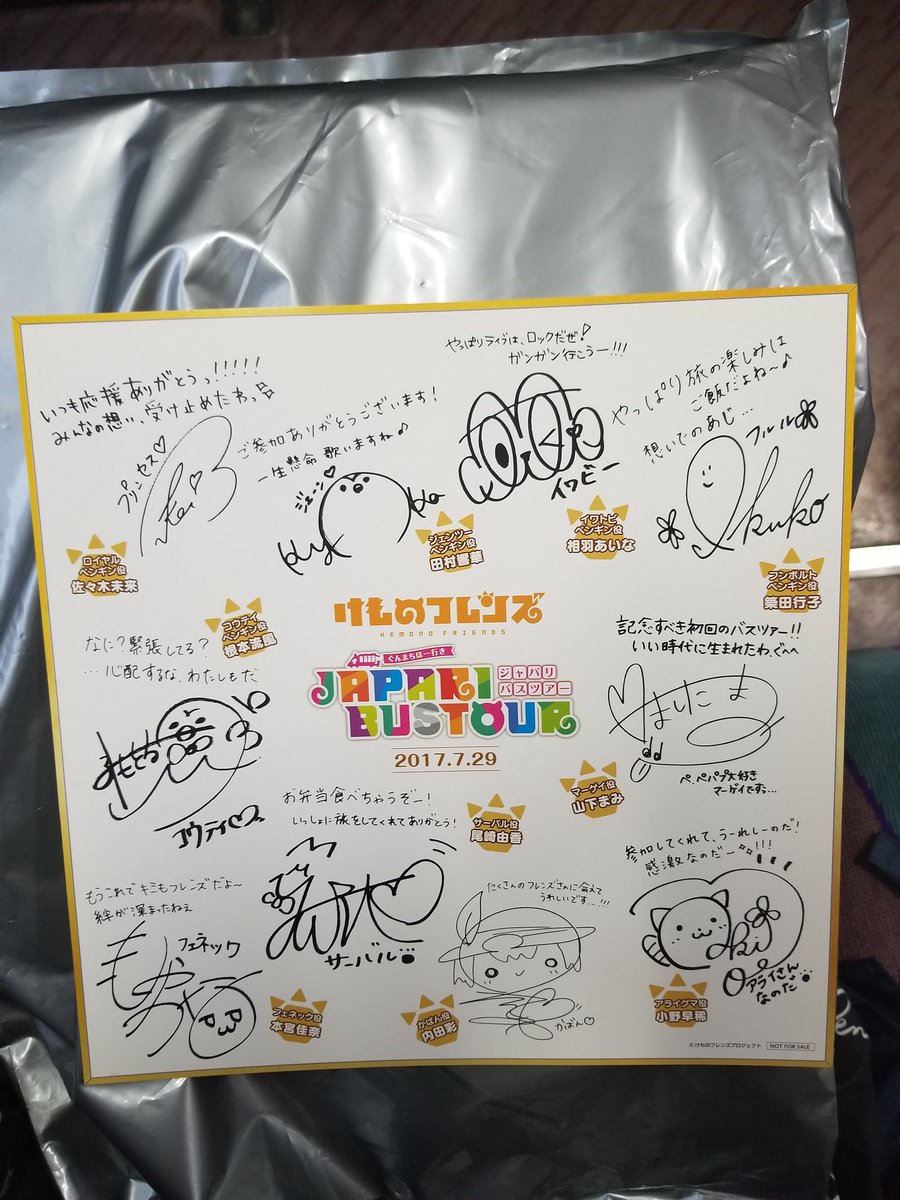 いつも応援ありがとうっ!!!!!
みんなの想い、受け止めたわっ
プリンセス♡
ロイヤル
ペンギン役
佐々木未来
ご参加ありがとうございます!
一生懸命歌いますね♪
ジェーン♡
ジェンツー
ペンギン役
田村響華
やっぱりライブは、ロックだぜ!
ガンガン行こうー!!!
イワビー
イワトビ
ペンギン役
相羽あいな
やっぱり旅の楽しみは
ご飯だよね〜♪
想いでのあじ...
フルル
Ikuko
フンボルト
ペンギン役
築田行子
コウテイ
ペンギン役
根本流風
なに?緊張してる?
...心配するな、わたしもだ
コウテイ
けものフレンズ
KEMONO FRIENDS
ぐんまちほー行き
JAPARI
BUSTOUR
ジャパリ
バスツアー
2017.7.29
記念すべき初回のバスツアー!!
いい時代に生まれたわ、ぐへへ
やました ま
ぺ、ペパプ大好き
マーゲイですぅ...
マーゲイ役
山下まみ
お弁当食べちゃうぞー!
いっしょに旅をしてくれてありがとう!
サーバル
サーバル役
尾崎由香
参加してくれて、うーれしーのだ!
感激なのだー!!!
アライさん
なのだ
アライグマ役
小野早稀
もうこれでキミもフレンズだよ〜
絆が深まったねぇ
フェネック
フェネック役
本宮佳奈
たくさんのフレンズさんに会えて
うれしいです...!!!
かばん♡
かばん役
内田彩
©けものフレンズプロジェクト
NOT FOR SALE